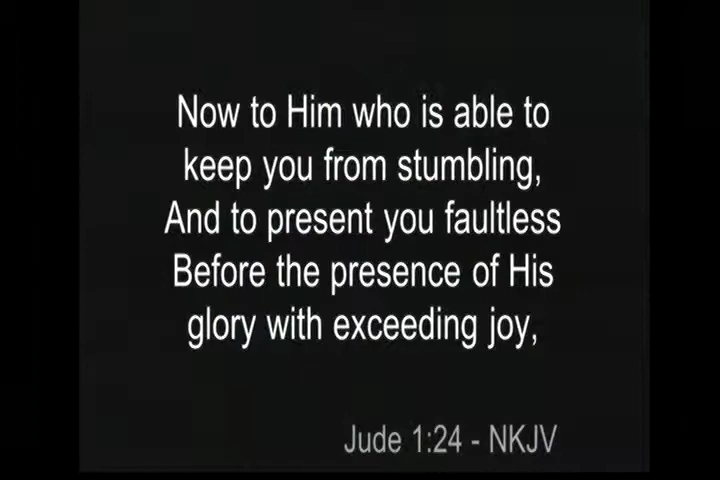 Now to Him who is able to
keep you from stumbling,
And to present you faultless
Before the presence of His
glory with exceeding joy,
Jude 1:24 - NKJV